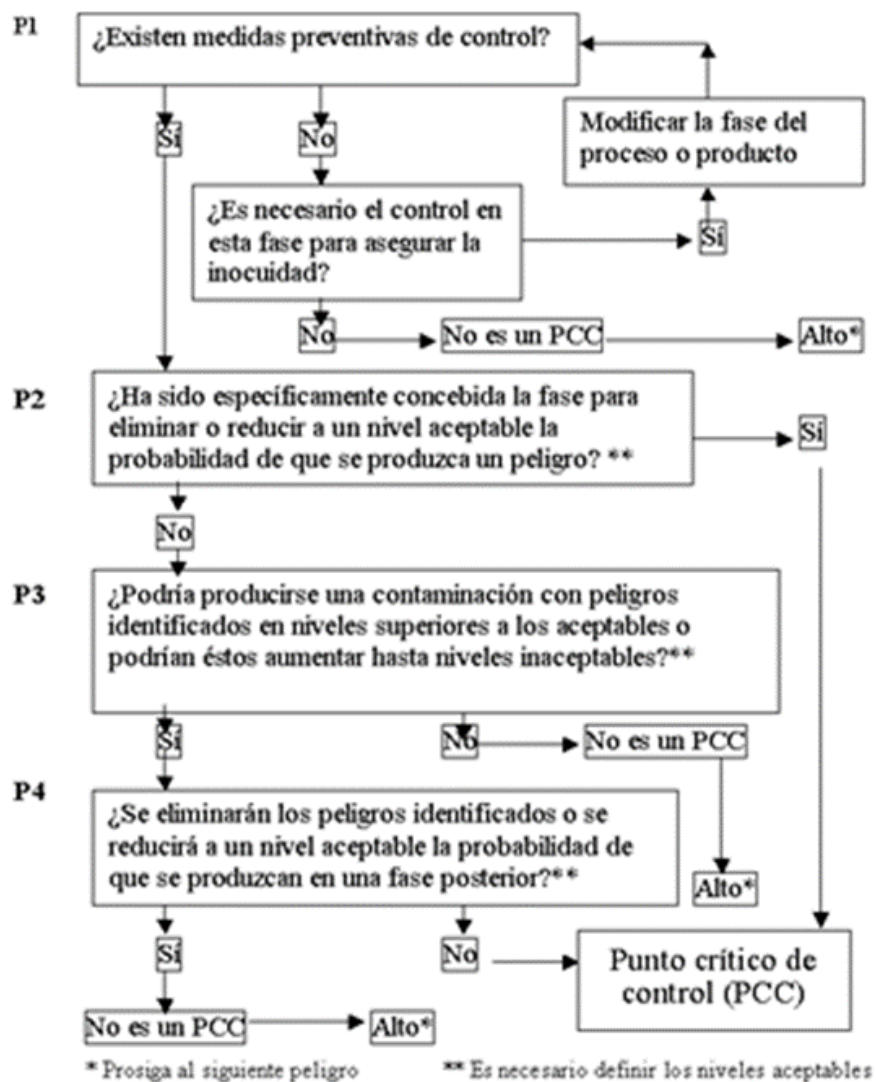 P1
¿Existen medidas preventivas de control?
Sí
No
Modificar la fase del
proceso o producto
¿Es necesario el control en
esta fase para asegurar la
inocuidad?
Sí
No
No es un PCC
Alto*
P2
¿Ha sido específicamente concebida la fase para
eliminar o reducir a un nivel aceptable la
probabilidad de que se produzca un peligro? **
Sí
No
P3
¿Podría producirse una contaminación con peligros
identificados en niveles superiores a los aceptables o
podrían éstos aumentar hasta niveles inaceptables?**
Sí
No
No es un PCC
Alto*
P4
¿Se eliminarán los peligros identificados o se
reducirá a un nivel aceptable la probabilidad de
que se produzcan en una fase posterior?**
Sí
No
Punto crítico de
control (PCC)
No es un PCC
Alto*
* Prosiga al siguiente peligro
** Es necesario definir los niveles aceptables